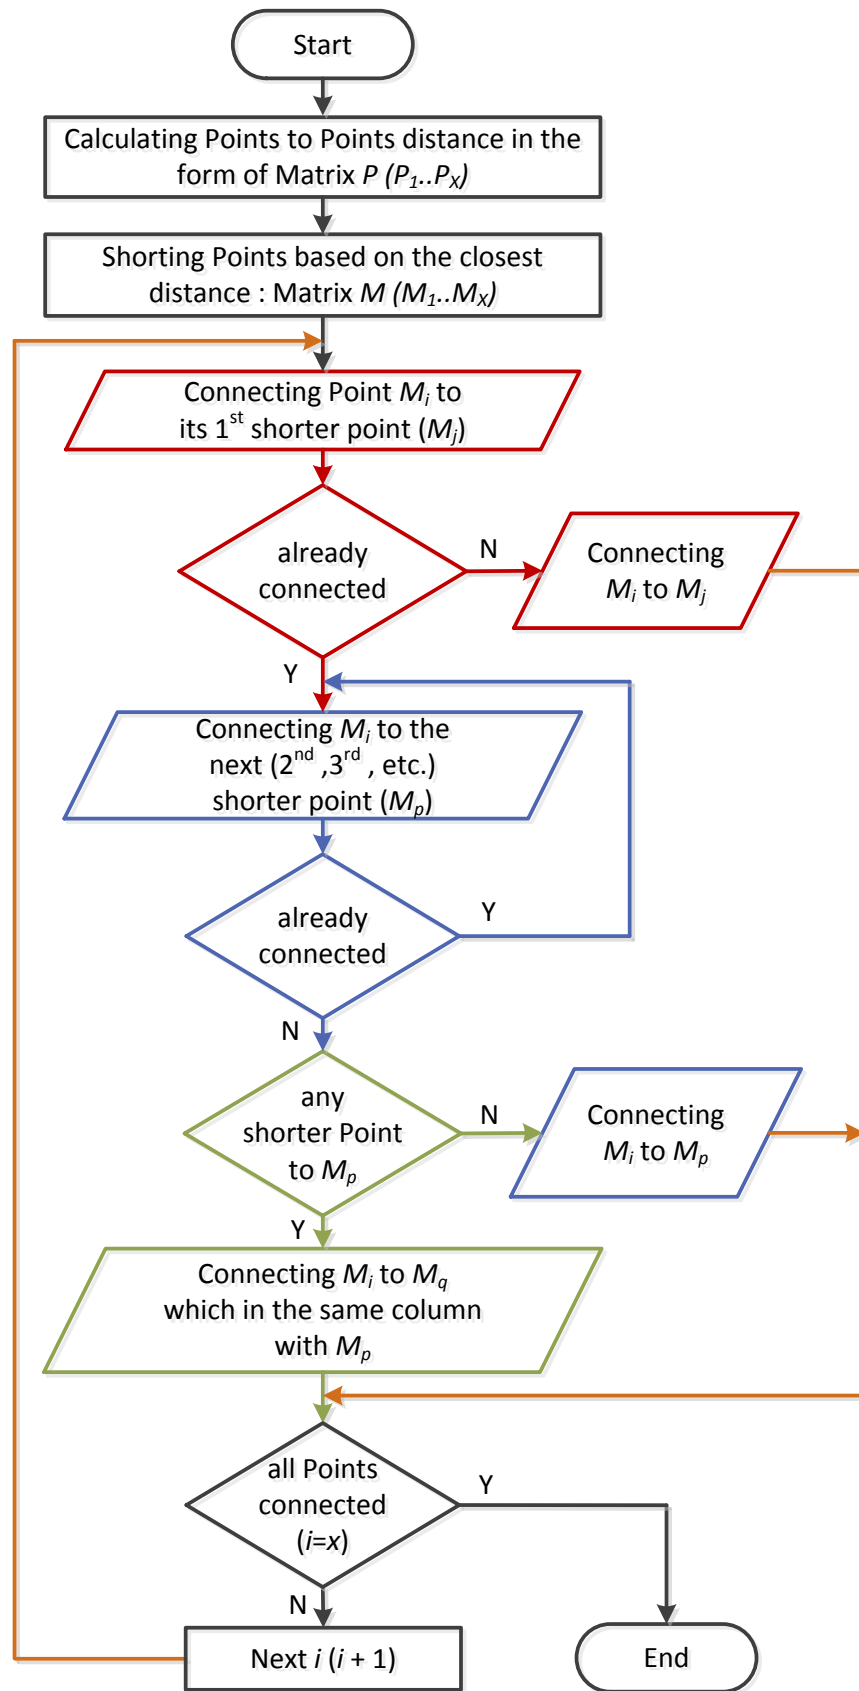 Start
Calculating Points to Points distance in the
form of Matrix P (P₁..Pₓ)
Shorting Points based on the closest
distance : Matrix M (M₁..Mₓ)
Connecting Point Mᵢ to
its 1ˢᵗ shorter point (Mⱼ)
already
connected
N
Connecting
Mᵢ to Mⱼ
Y
Connecting Mᵢ to the
next (2ⁿᵈ ,3ʳᵈ , etc.)
shorter point (Mₚ)
already
connected
Y
N
any
shorter Point
to Mₚ
N
Connecting
Mᵢ to Mₚ
Y
Connecting Mᵢ to M_q
which in the same column
with Mₚ
all Points
connected
(i=x)
Y
N
Next i (i + 1)
End